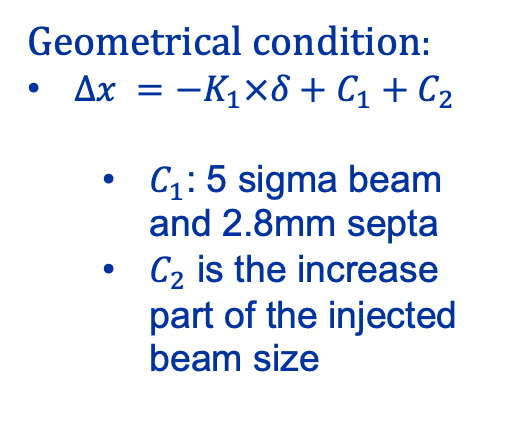 Geometrical condition:
• Δx = −K₁×δ + C₁ + C₂
• C₁: 5 sigma beam
and 2.8mm septa
• C₂ is the increase
part of the injected
beam size